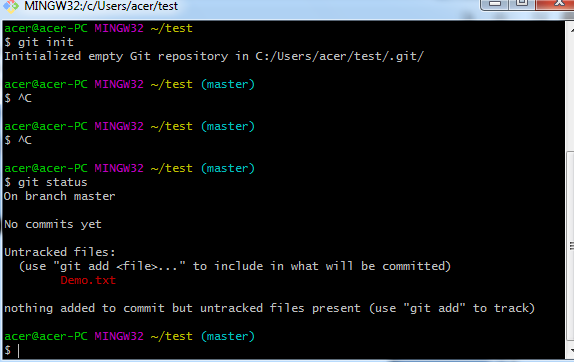 MINGW32:/c/Users/acer/test
acer@acer-PC MINGW32 ~/test
$ git init
Initialized empty Git repository in C:/Users/acer/test/.git/
acer@acer-PC MINGW32 ~/test (master)
$ ^C
acer@acer-PC MINGW32 ~/test (master)
$ ^C
acer@acer-PC MINGW32 ~/test (master)
$ git status
On branch master
No commits yet
Untracked files:
(use "git add <file>..." to include in what will be committed)
Demo.txt
nothing added to commit but untracked files present (use "git add" to track)
acer@acer-PC MINGW32 ~/test (master)
$